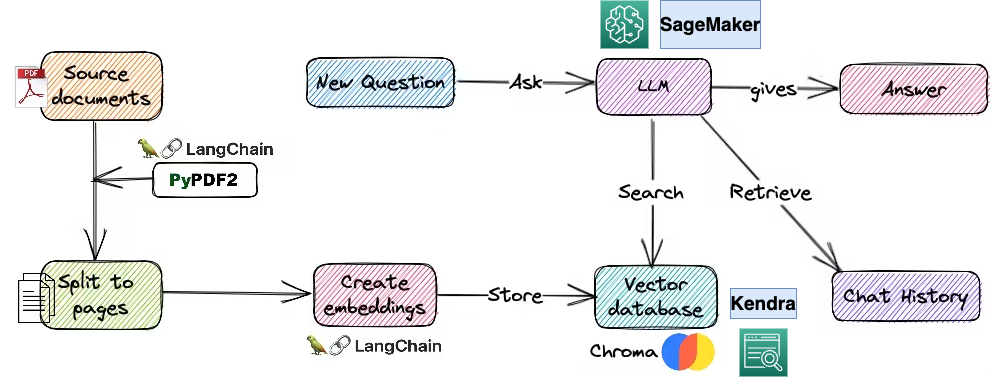 SageMaker
PDF
Source
documents
New Question
Ask
LLM
gives
Answer
LangChain
PyPDF2
Search
Retrieve
Split to
pages
Create
embeddings
Store
Vector
database
Kendra
Chat History
LangChain
Chroma